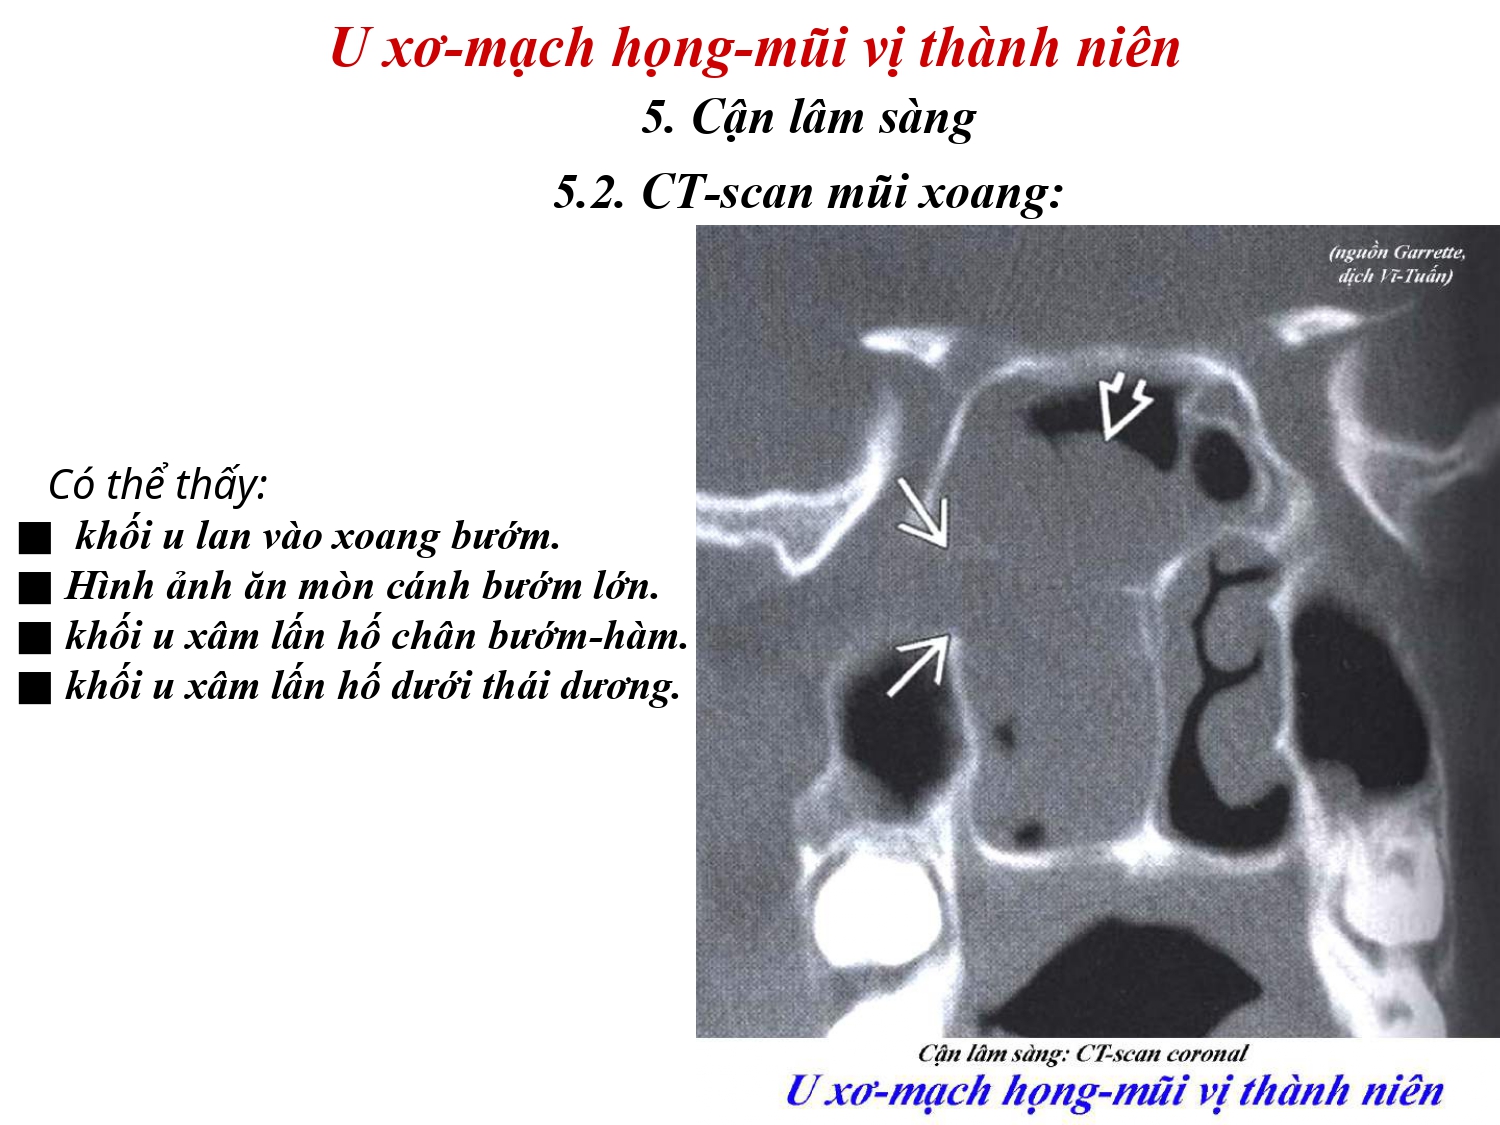 U xơ-mạch họng-mũi vị thành niên
5. Cận lâm sàng
5.2. CT-scan mũi xoang:
(nguồn Garrette,
dịch Vĩ-Tuấn)
Có thể thấy:
■ khối u lan vào xoang bướm.
■ Hình ảnh ăn mòn cánh bướm lớn.
■ khối u xâm lấn hố chân bướm-hàm.
■ khối u xâm lấn hố dưới thái dương.
Cận lâm sàng: CT-scan coronal
U xơ-mạch họng-mũi vị thành niên